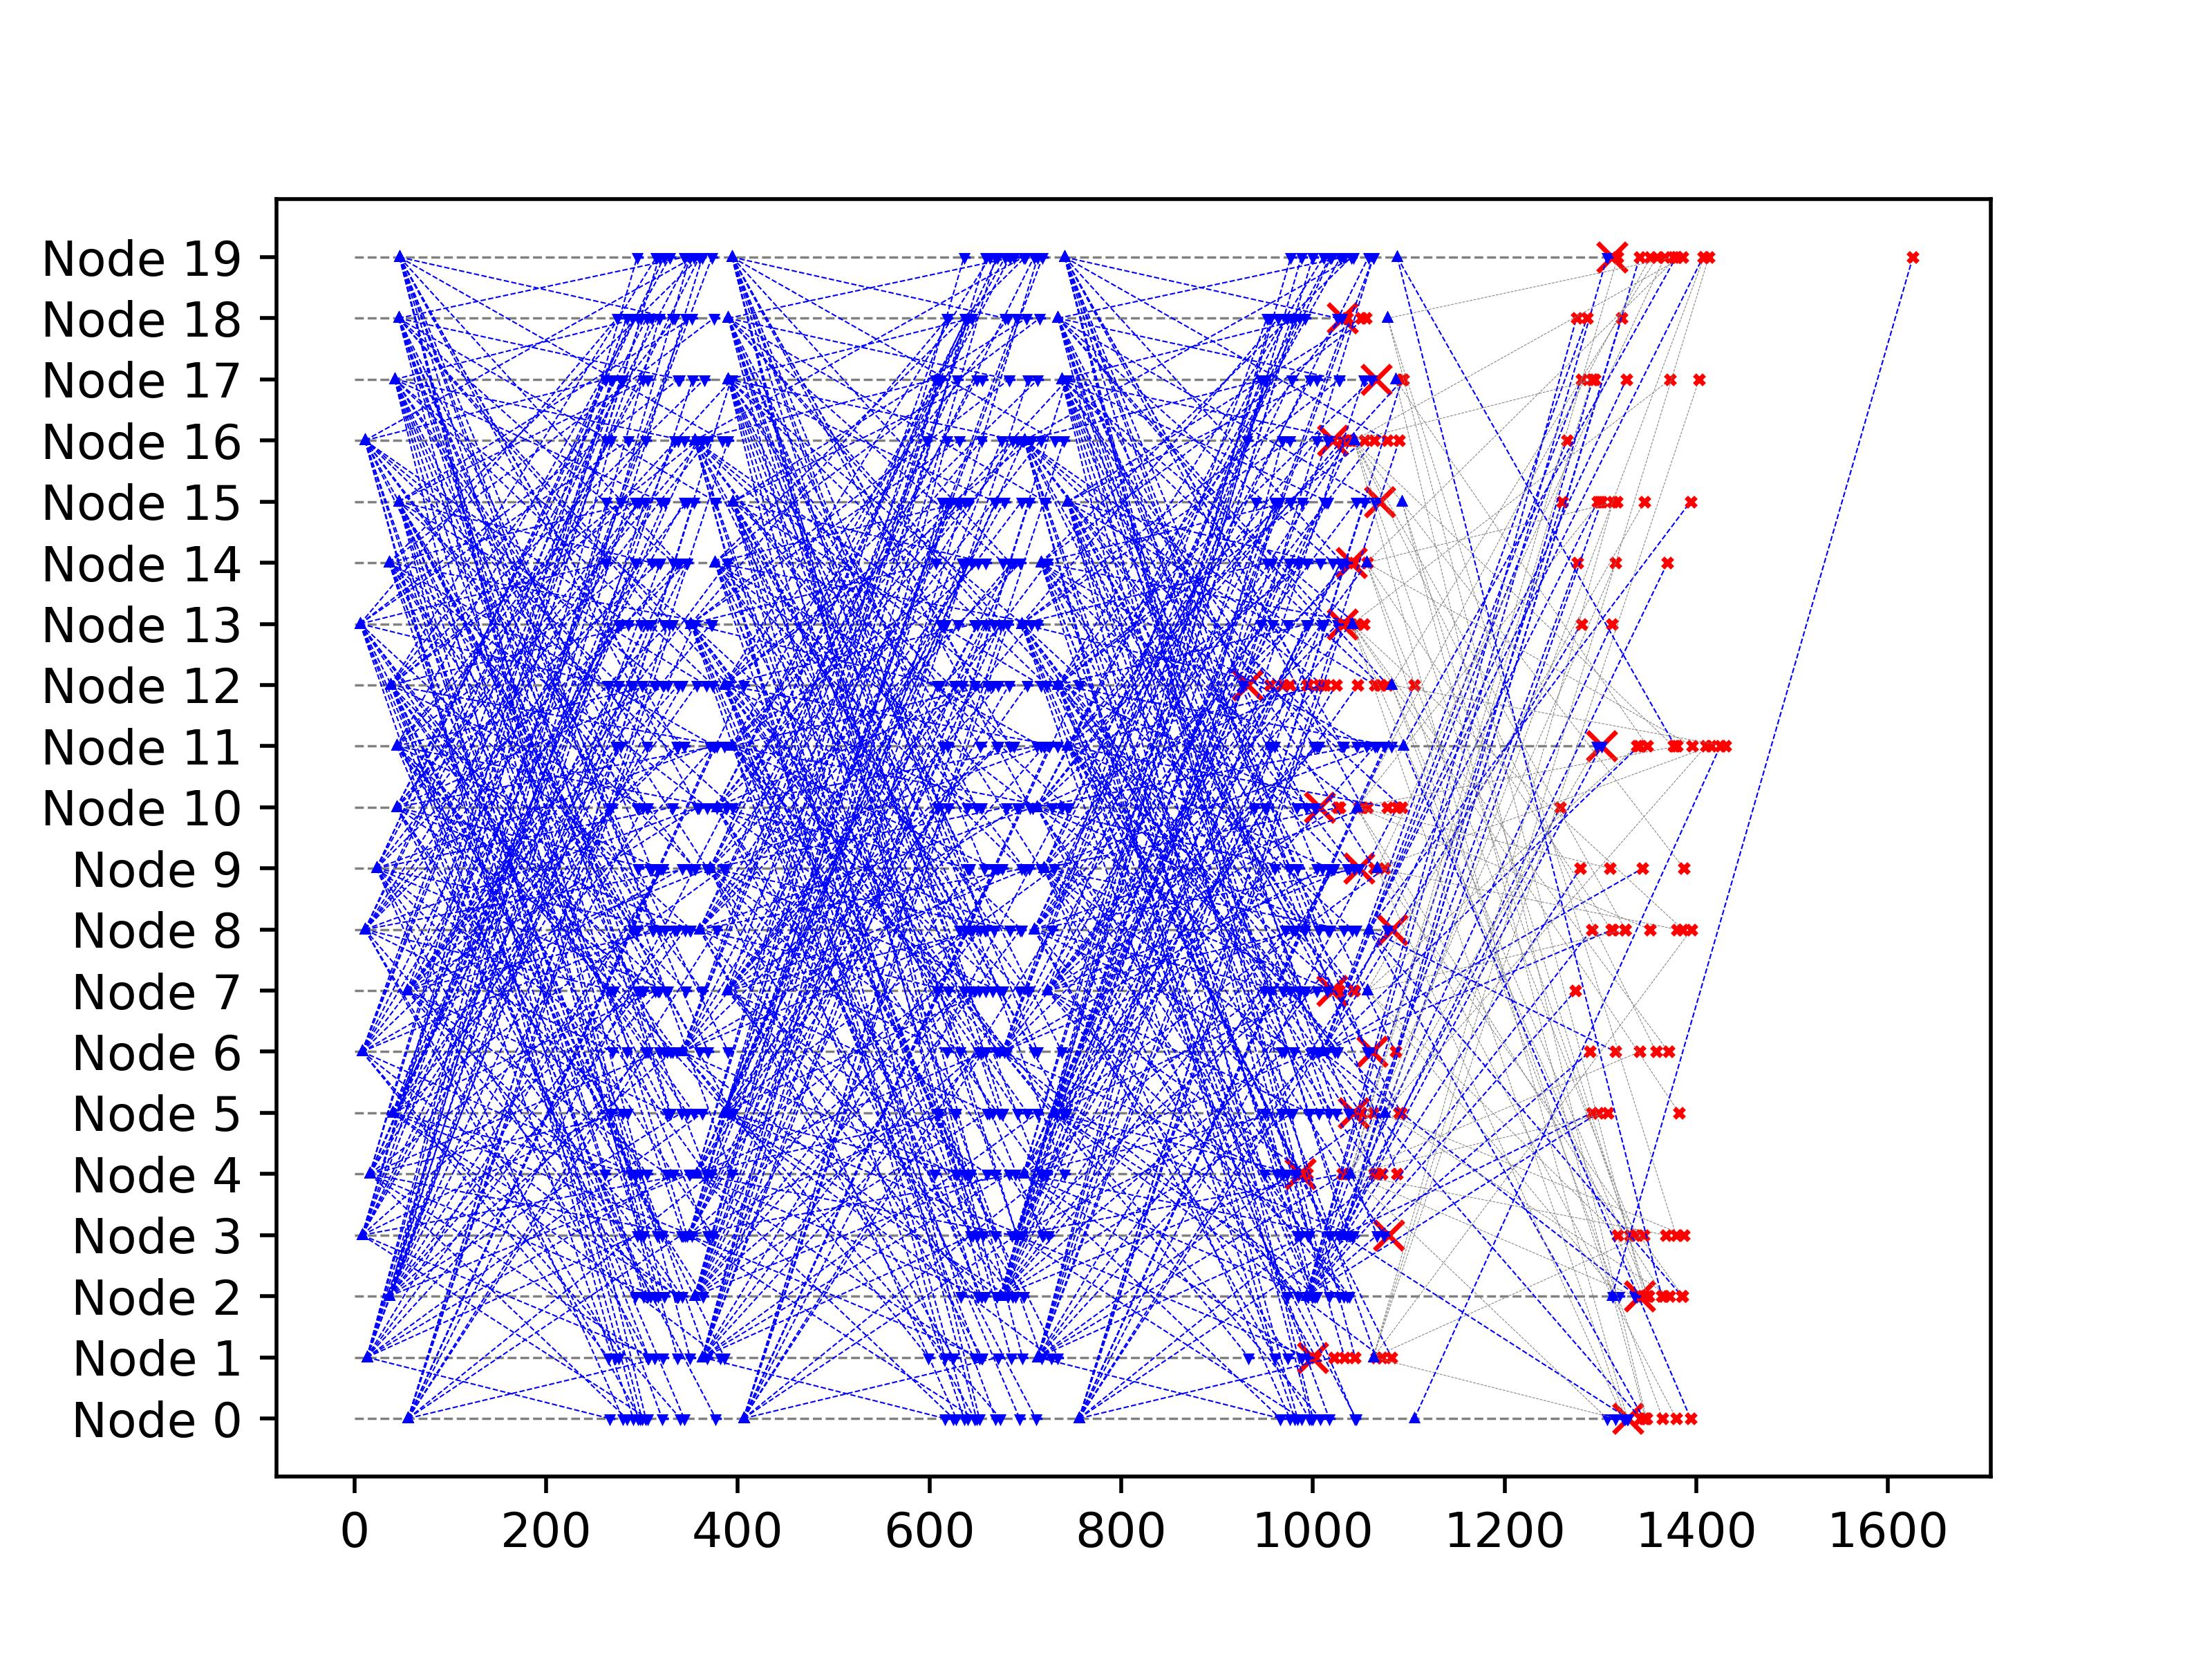 Node 19
Node 18
Node 17
Node 16
Node 15
Node 14
Node 13
Node 12
Node 11
Node 10
Node 9
Node 8
Node 7
Node 6
Node 5
Node 4
Node 3
Node 2
Node 1
Node 0
0 200 400 600 800 1000 1200 1400 1600